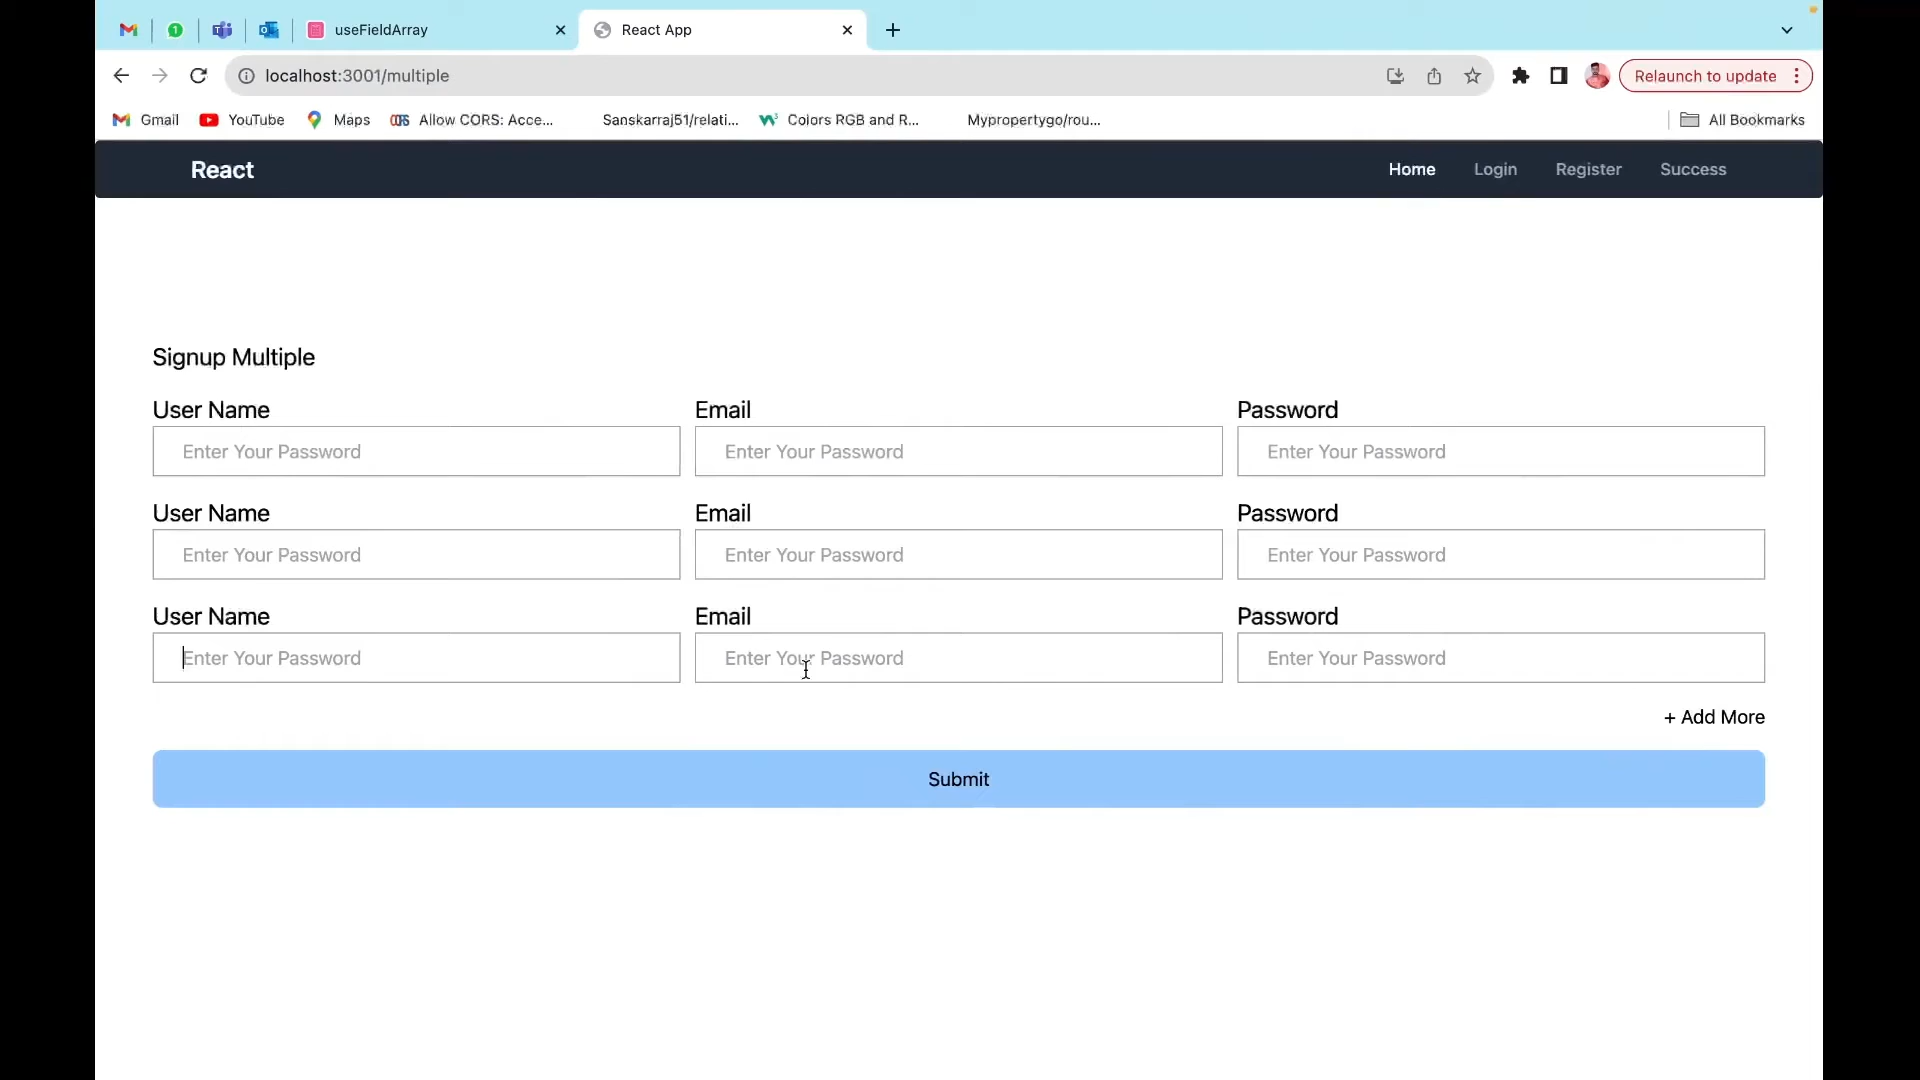 useFieldArray
React App
localhost:3001/multiple
Relaunch to update
Gmail
YouTube
Maps
Allow CORS: Acce...
Sanskarraj51/relati...
Colors RGB and R...
Mypropertygo/rou...
All Bookmarks
React
Home
Login
Register
Success
Signup Multiple
User Name
Email
Password
Enter Your Password
Enter Your Password
Enter Your Password
User Name
Email
Password
Enter Your Password
Enter Your Password
Enter Your Password
User Name
Email
Password
Enter Your Password
Enter Your Password
Enter Your Password
+ Add More
Submit